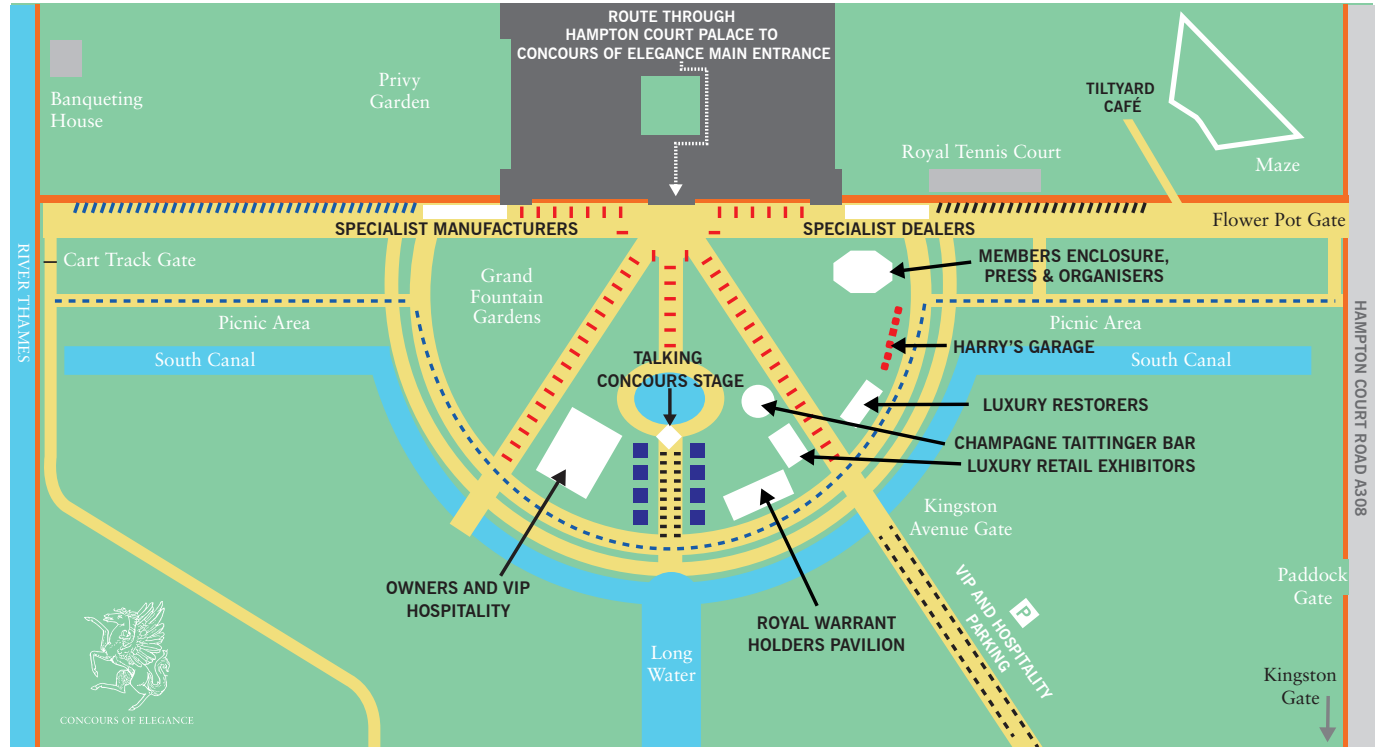 ROUTE THROUGH
HAMPTON COURT PALACE TO
CONCOURS OF ELEGANCE MAIN ENTRANCE
Banqueting
House
Privy
Garden
TILTYARD
CAFÉ
Royal Tennis Court
Maze
SPECIALIST MANUFACTURERS
SPECIALIST DEALERS
Flower Pot Gate
RIVER THAMES
Cart Track Gate
Grand
Fountain
Gardens
MEMBERS ENCLOSURE,
PRESS & ORGANISERS
Picnic Area
Picnic Area
HAMPTON COURT ROAD A308
South Canal
HARRY'S GARAGE
South Canal
TALKING
CONCOURS STAGE
LUXURY RESTORERS
CHAMPAGNE TAITTINGER BAR
LUXURY RETAIL EXHIBITORS
Kingston
Avenue Gate
OWNERS AND VIP
HOSPITALITY
ROYAL WARRANT
HOLDERS PAVILION
P
VIP AND HOSPITALITY
PARKING
Paddock
Gate
Long
Water
Kingston
Gate
CONCOURS OF ELEGANCE